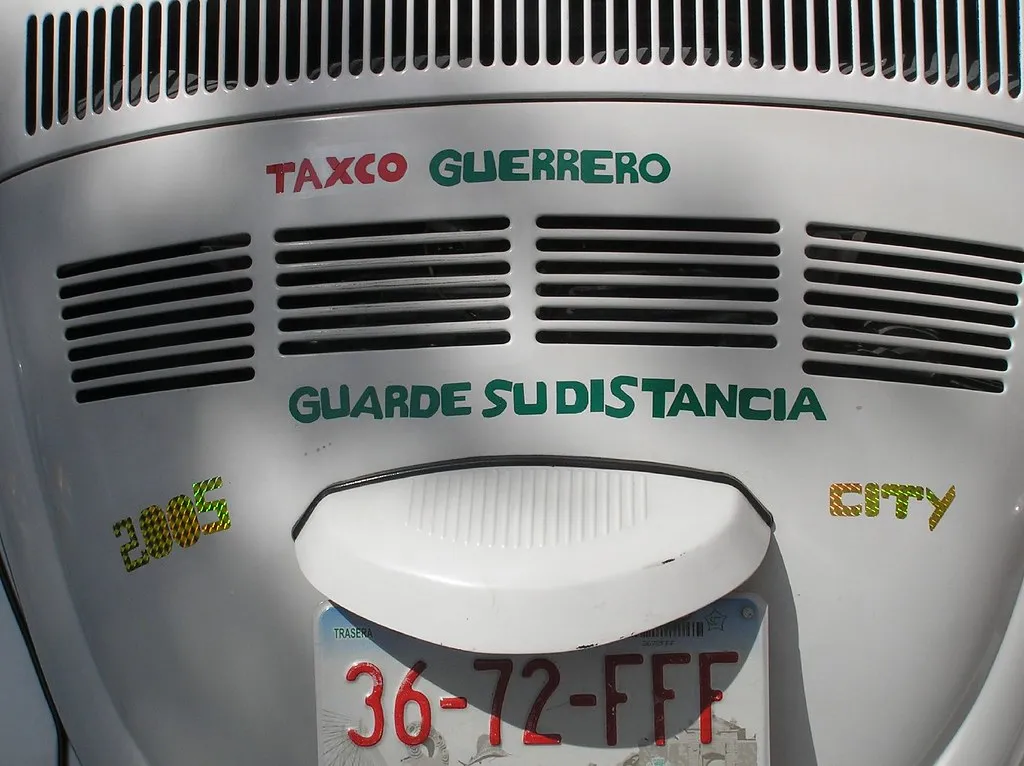 TAXCO GUERRERO
GUARDE SU DISTANCIA
2005
CITY
TRASERA
36-72-FFF